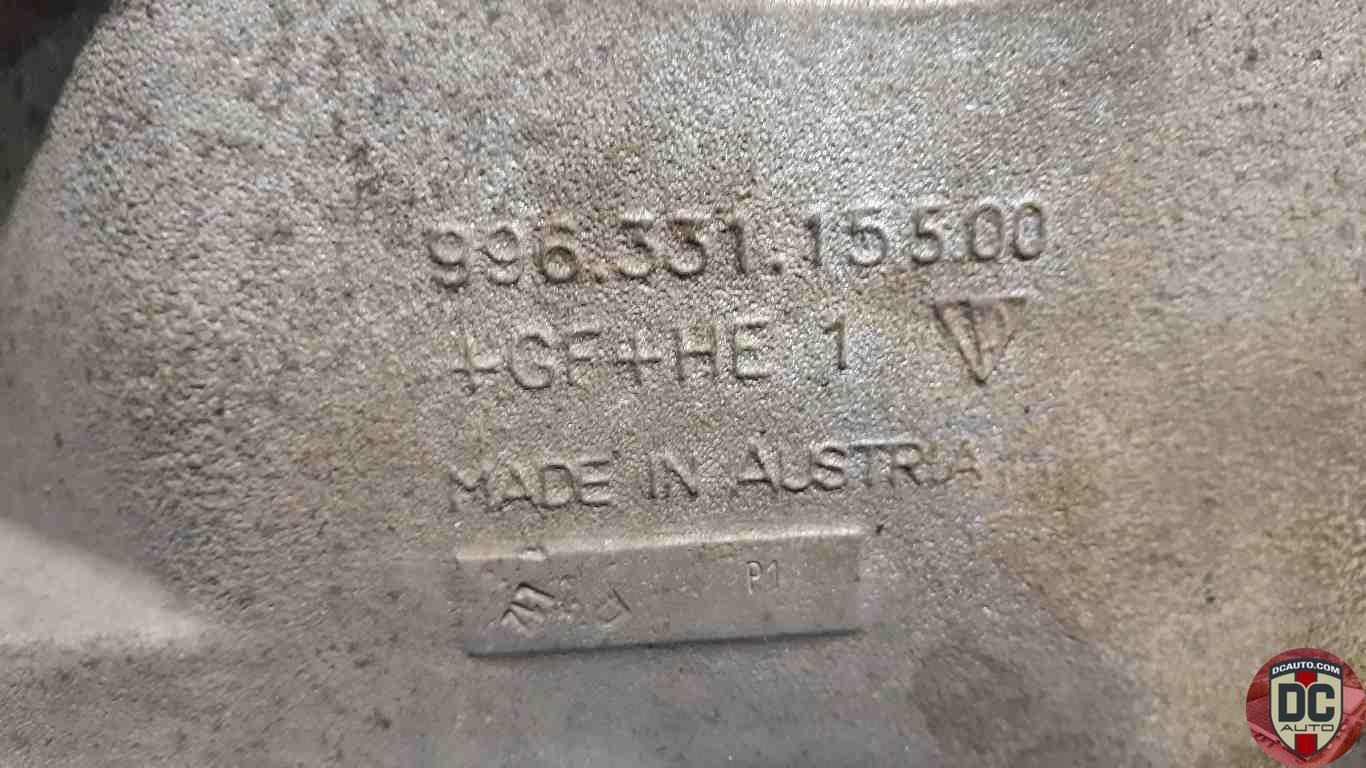 996.331.155.00
+GF+HE 1
MADE IN AUSTRIA
P1
DCAUTO.COM
DC
AUTO